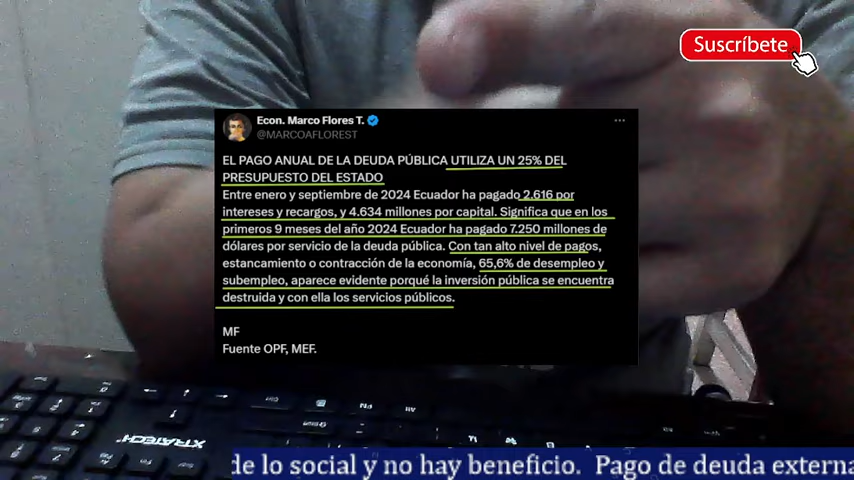 Suscríbete
Econ. Marco Flores T.
@MARCOAFLOREST
EL PAGO ANUAL DE LA DEUDA PÚBLICA UTILIZA UN 25% DEL
PRESUPUESTO DEL ESTADO
Entre enero y septiembre de 2024 Ecuador ha pagado 2.616 por
intereses y recargos, y 4.634 millones por capital. Significa que en los
primeros 9 meses del año 2024 Ecuador ha pagado 7.250 millones de
dólares por servicio de la deuda pública. Con tan alto nivel de pagos,
estancamiento o contracción de la economía, 65,6% de desempleo y
subempleo, aparece evidente porqué la inversión pública se encuentra
destruida y con ella los servicios públicos.
MF
Fuente OPF, MEF.
XTRATECH
de lo social y no hay beneficio. Pago de deuda externa